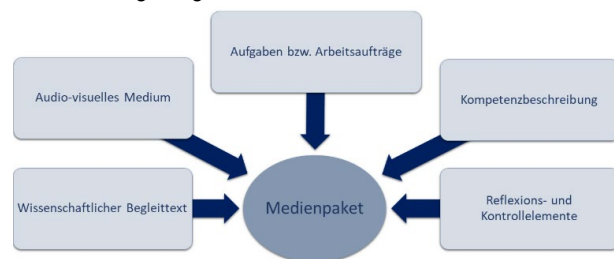 Aufgaben bzw. Arbeitsaufträge
Audio-visuelles Medium
Kompetenzbeschreibung
Wissenschaftlicher Begleittext
Medienpaket
Reflexions- und
Kontrollelemente